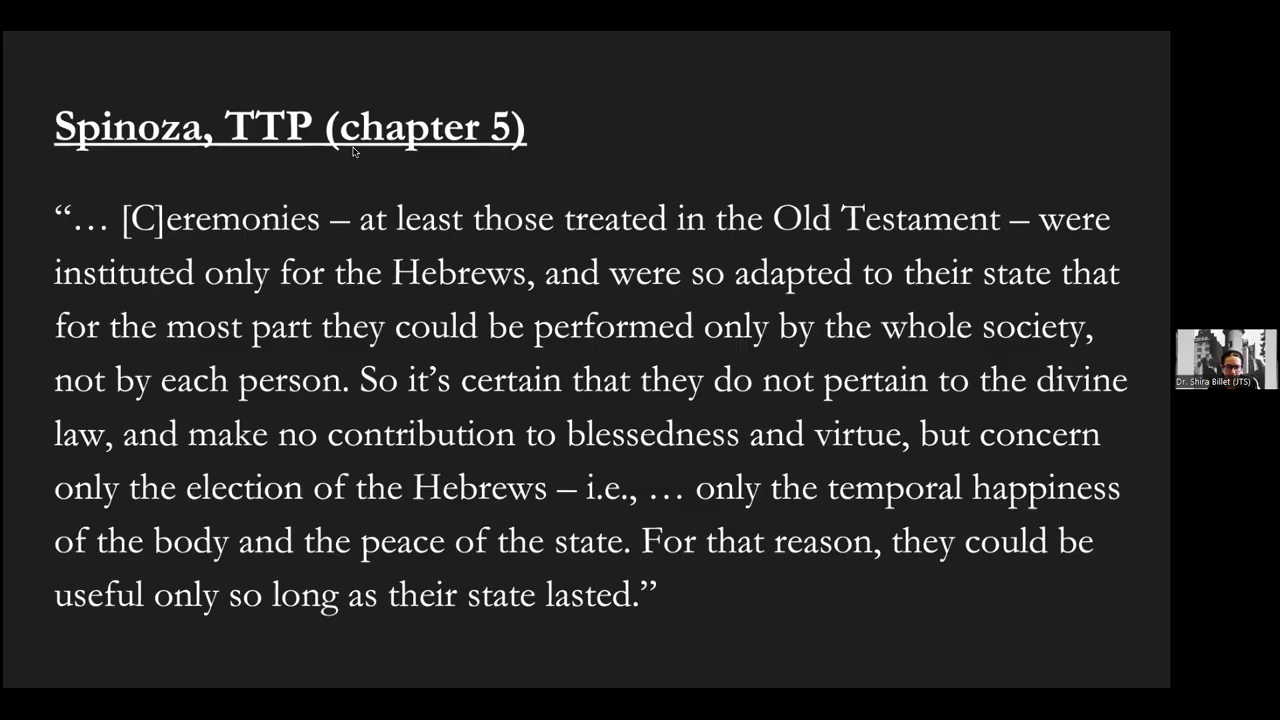 Spinoza, TTP (chapter 5)
“… [C]eremonies – at least those treated in the Old Testament – were
instituted only for the Hebrews, and were so adapted to their state that
for the most part they could be performed only by the whole society,
not by each person. So it’s certain that they do not pertain to the divine
law, and make no contribution to blessedness and virtue, but concern
only the election of the Hebrews – i.e., … only the temporal happiness
of the body and the peace of the state. For that reason, they could be
useful only so long as their state lasted.”
Dr. Shira Billet (JTS)